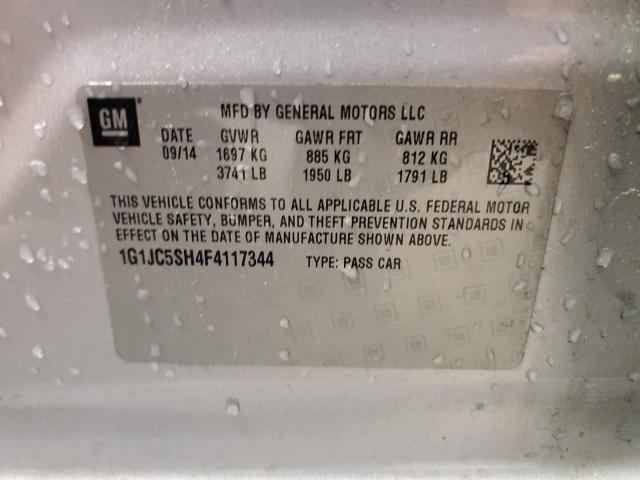 GM MFD BY GENERAL MOTORS LLC
DATE GVWR GAWR FRT GAWR RR
09/14 1697 KG 885 KG 812 KG
3741 LB 1950 LB 1791 LB
THIS VEHICLE CONFORMS TO ALL APPLICABLE U.S. FEDERAL MOTOR
VEHICLE SAFETY, BUMPER, AND THEFT PREVENTION STANDARDS IN
EFFECT ON THE DATE OF MANUFACTURE SHOWN ABOVE.
1G1JC5SH4F4117344 TYPE: PASS CAR